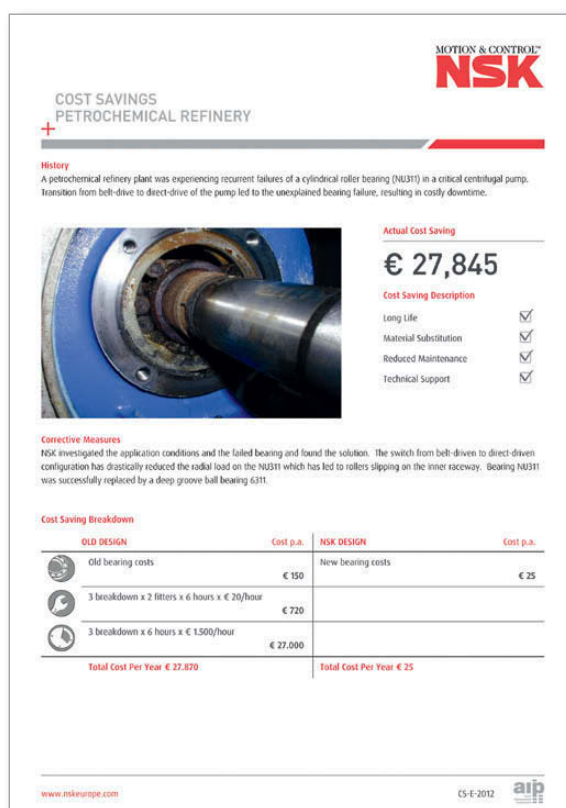 MOTION & CONTROL™
NSK
COST SAVINGS
PETROCHEMICAL REFINERY
History
A petrochemical refinery plant was experiencing recurrent failures of a cylindrical roller bearing (NU311) in a critical centrifugal pump.
Transition from belt-drive to direct-drive of the pump led to the unexplained bearing failure, resulting in costly downtime.
Actual Cost Saving
€ 27,845
Cost Saving Description
Long Life
Material Substitution
Reduced Maintenance
Technical Support
Corrective Measures
NSK investigated the application conditions and the failed bearing and found the solution. The switch from belt-driven to direct-driven
configuration has drastically reduced the radial load on the NU311 which has led to rollers slipping on the inner raceway. Bearing NU311
was successfully replaced by a deep groove ball bearing 6311.
Cost Saving Breakdown
OLD DESIGN Cost p.a. NSK DESIGN Cost p.a.
Old bearing costs New bearing costs
€ 150 € 25
3 breakdown x 2 fitters x 6 hours x € 20/hour
€ 720
3 breakdown x 6 hours x € 1.500/hour
€ 27.000
Total Cost Per Year € 27.870 Total Cost Per Year € 25
www.nskeurope.com CS-E-2012 aip